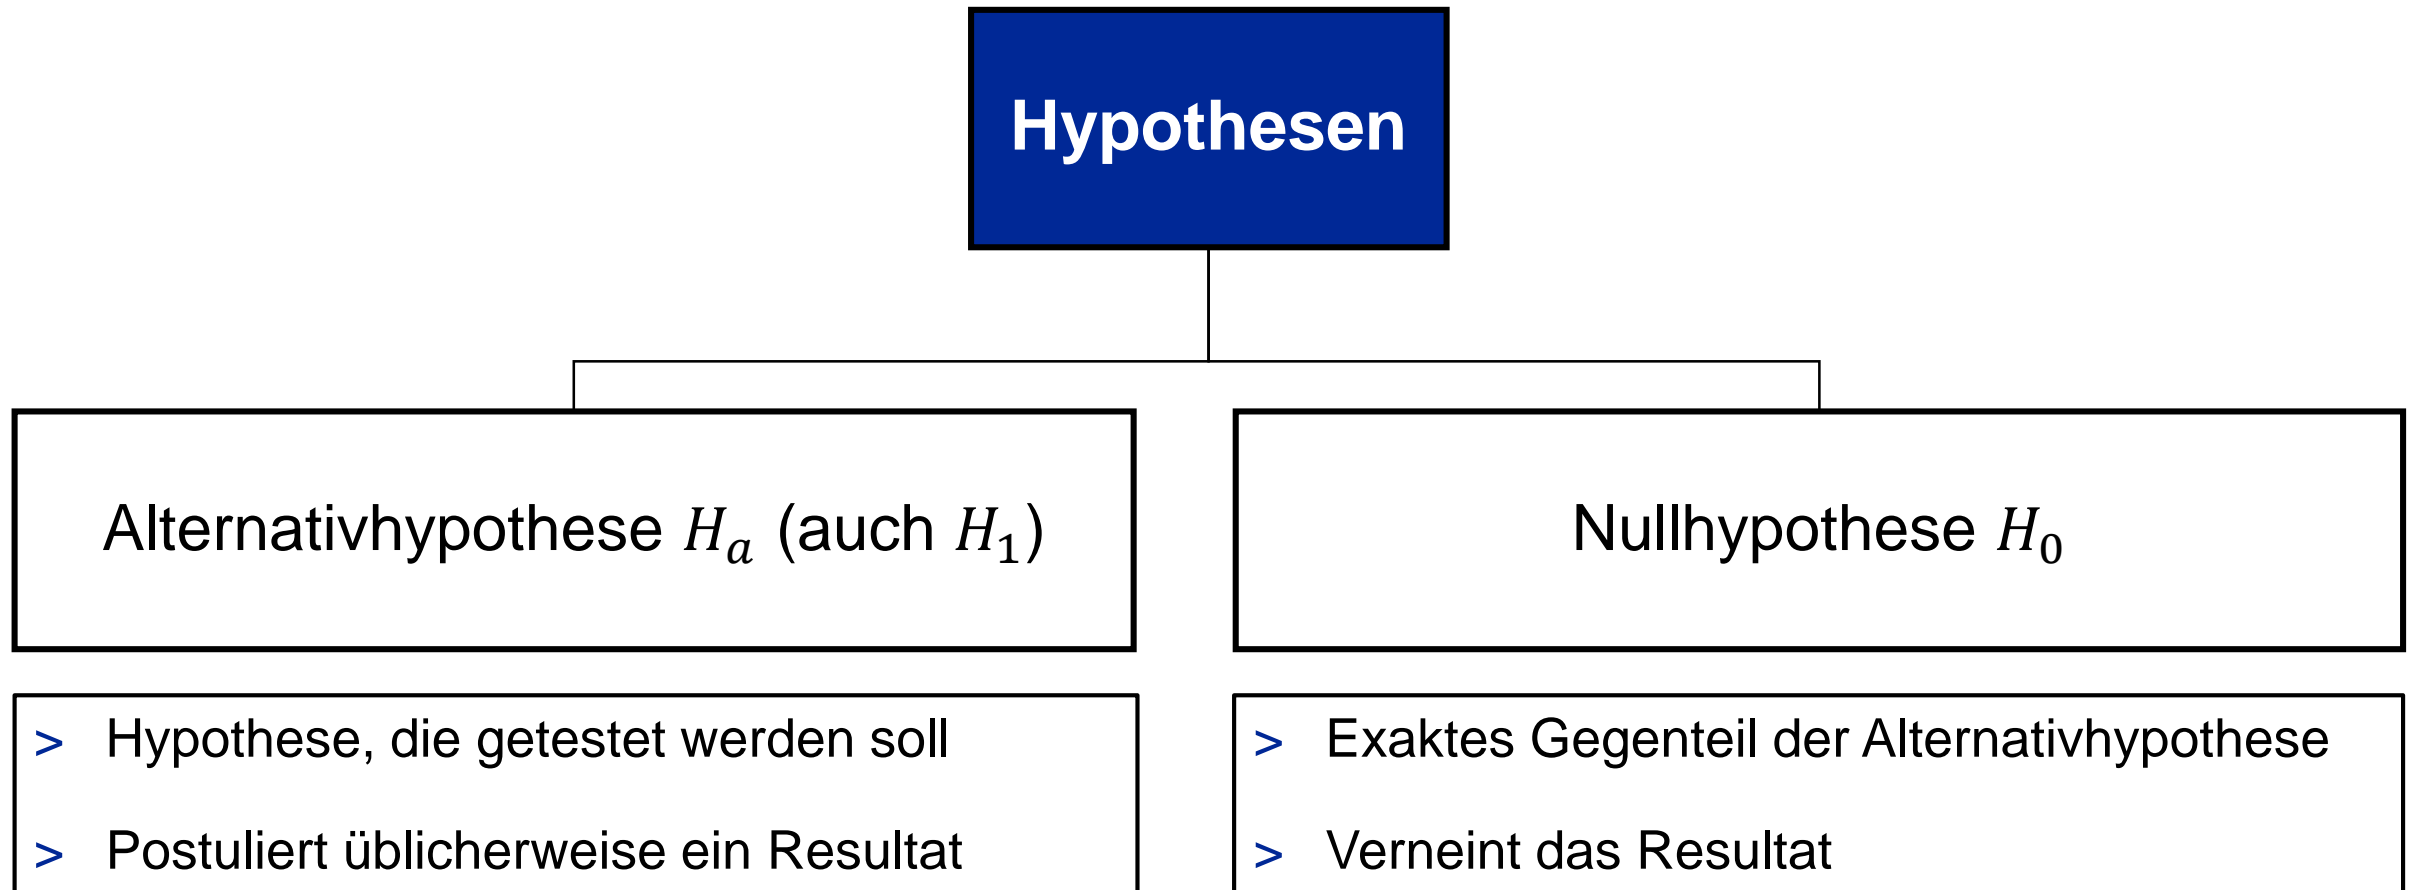 Hypothesen
Alternativhypothese Hₐ (auch H₁)
Nullhypothese H₀
> Hypothese, die getestet werden soll
> Postuliert üblicherweise ein Resultat
> Exaktes Gegenteil der Alternativhypothese
> Verneint das Resultat